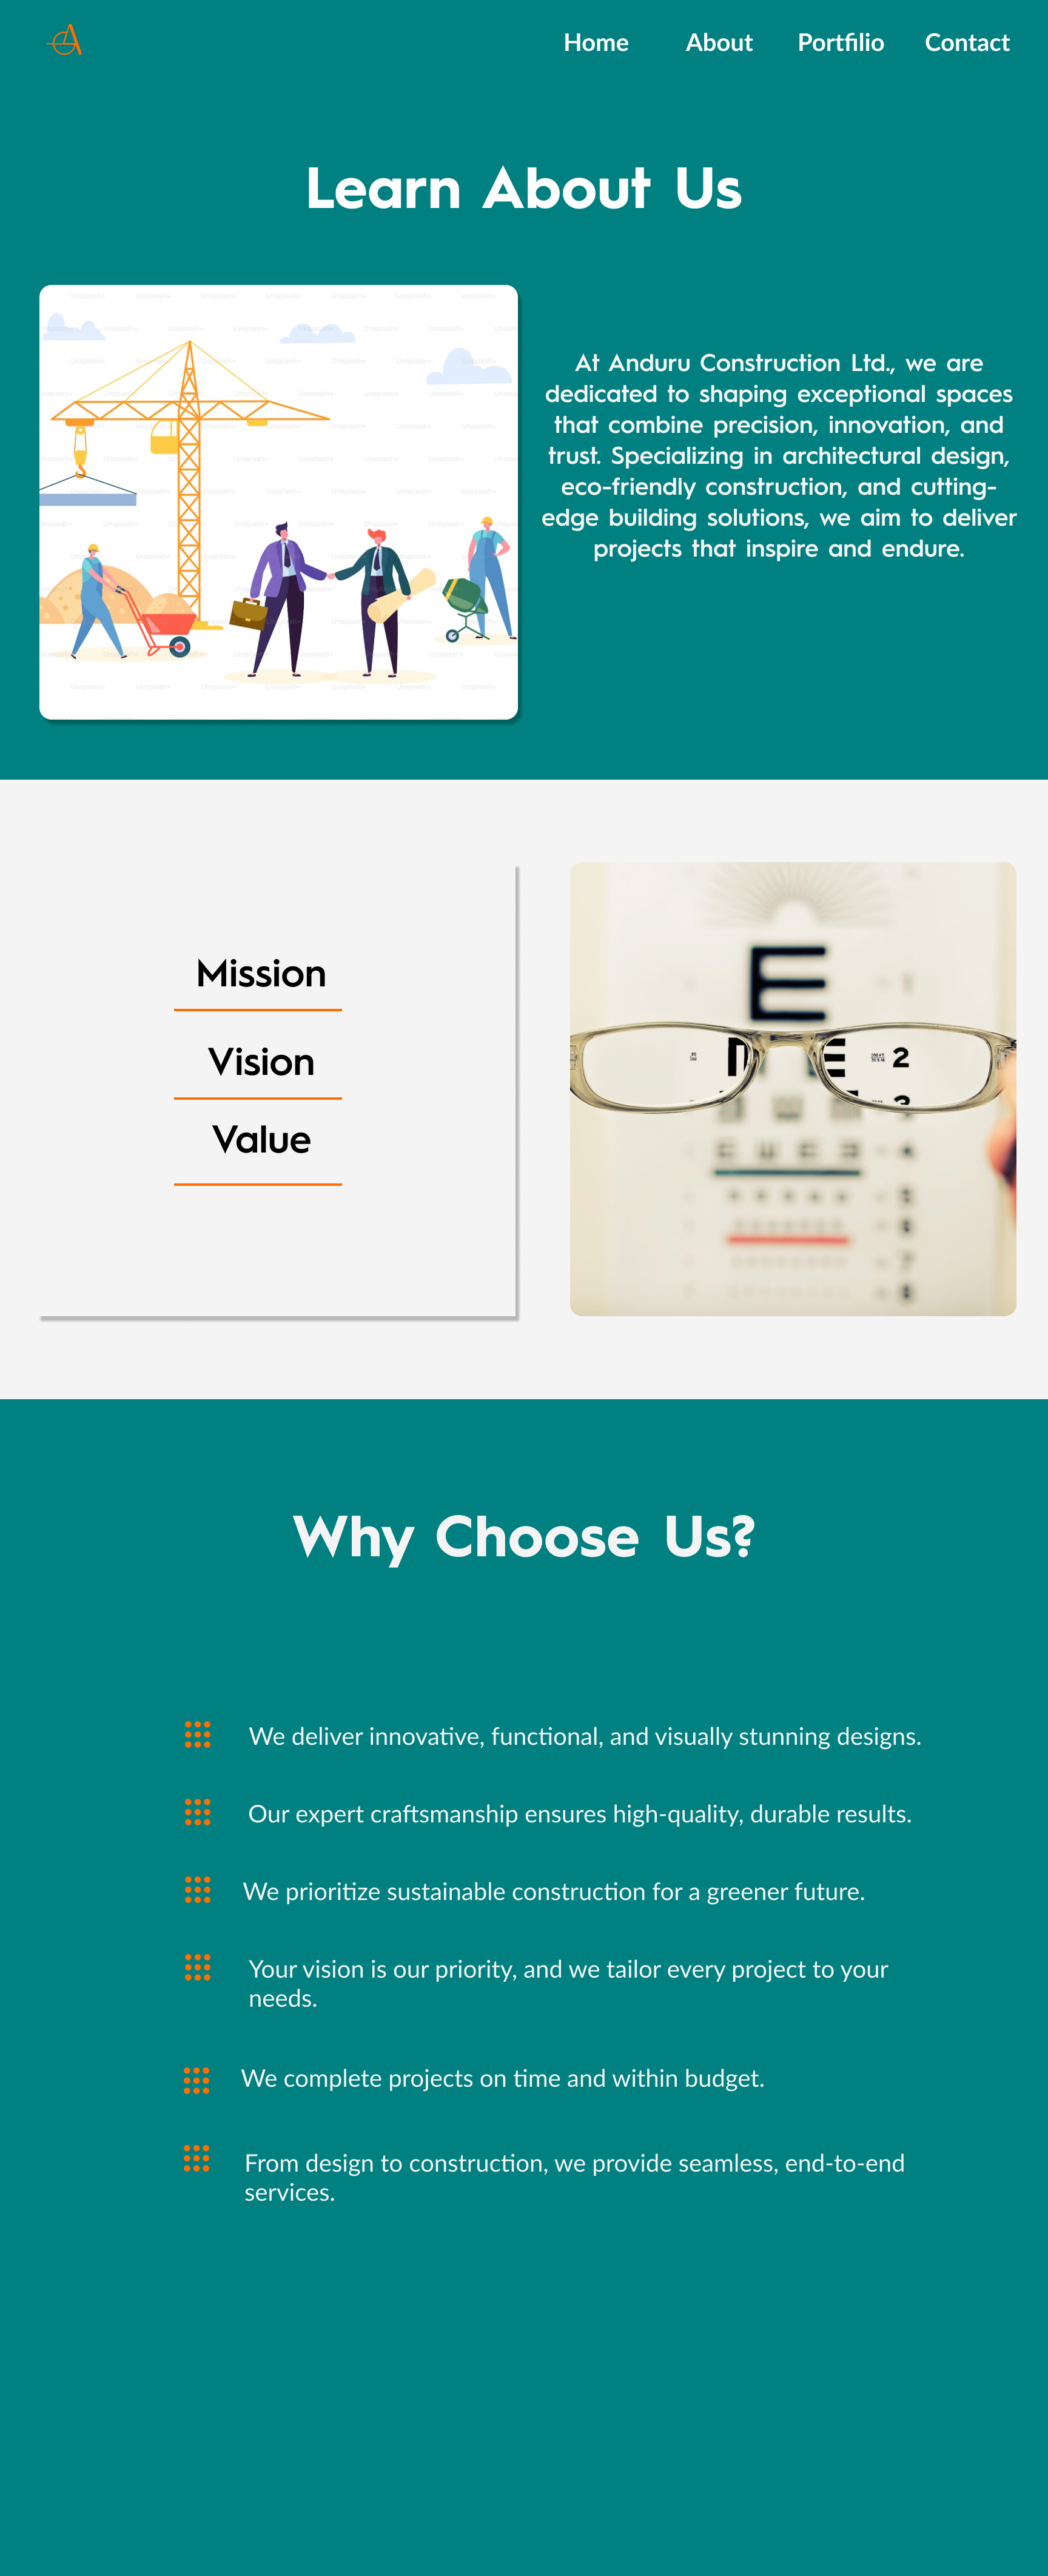 Home About Portfilio Contact
Learn About Us
At Anduru Construction Ltd., we are
dedicated to shaping exceptional spaces
that combine precision, innovation, and
trust. Specializing in architectural design,
eco-friendly construction, and cutting-
edge building solutions, we aim to deliver
projects that inspire and endure.
Unsplash+
Mission
Vision
Value
E
2
3
Why Choose Us?
We deliver innovative, functional, and visually stunning designs.
Our expert craftsmanship ensures high-quality, durable results.
We prioritize sustainable construction for a greener future.
Your vision is our priority, and we tailor every project to your
needs.
We complete projects on time and within budget.
From design to construction, we provide seamless, end-to-end
services.